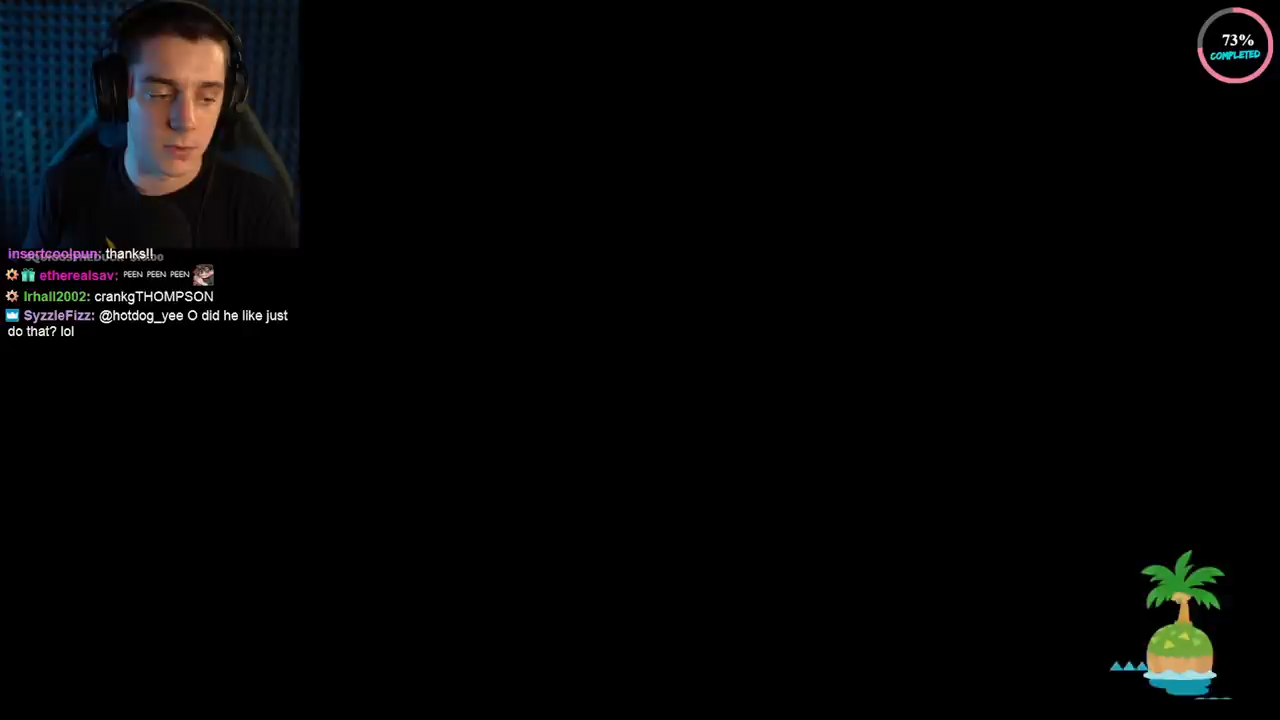 73%
COMPLETED
insertcoolpun: thanks!!
etherealsav: PEEN PEEN PEEN
lrhall2002: crankgTHOMPSON
SyzzleFizz: @hotdog_yee O did he like just
do that? lol